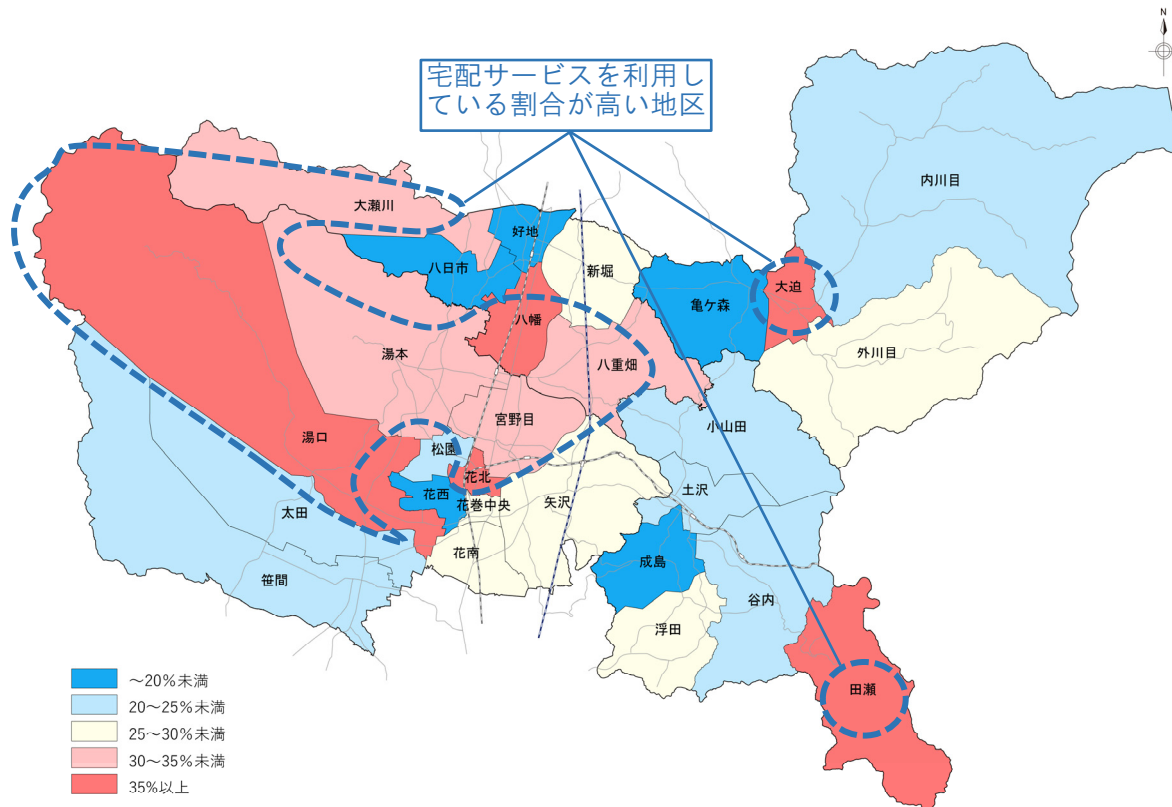 N
宅配サービスを利用し
ている割合が高い地区
内川目
大瀬川
好地
八日市
新堀
大迫
亀ケ森
八幡
外川目
湯本
八重畑
宮野目
小山田
湯口
松園
花北
土沢
花西
花巻中央
矢沢
太田
花南
成島
笹間
谷内
浮田
田瀬
～20%未満
20～25%未満
25～30%未満
30～35%未満
35%以上